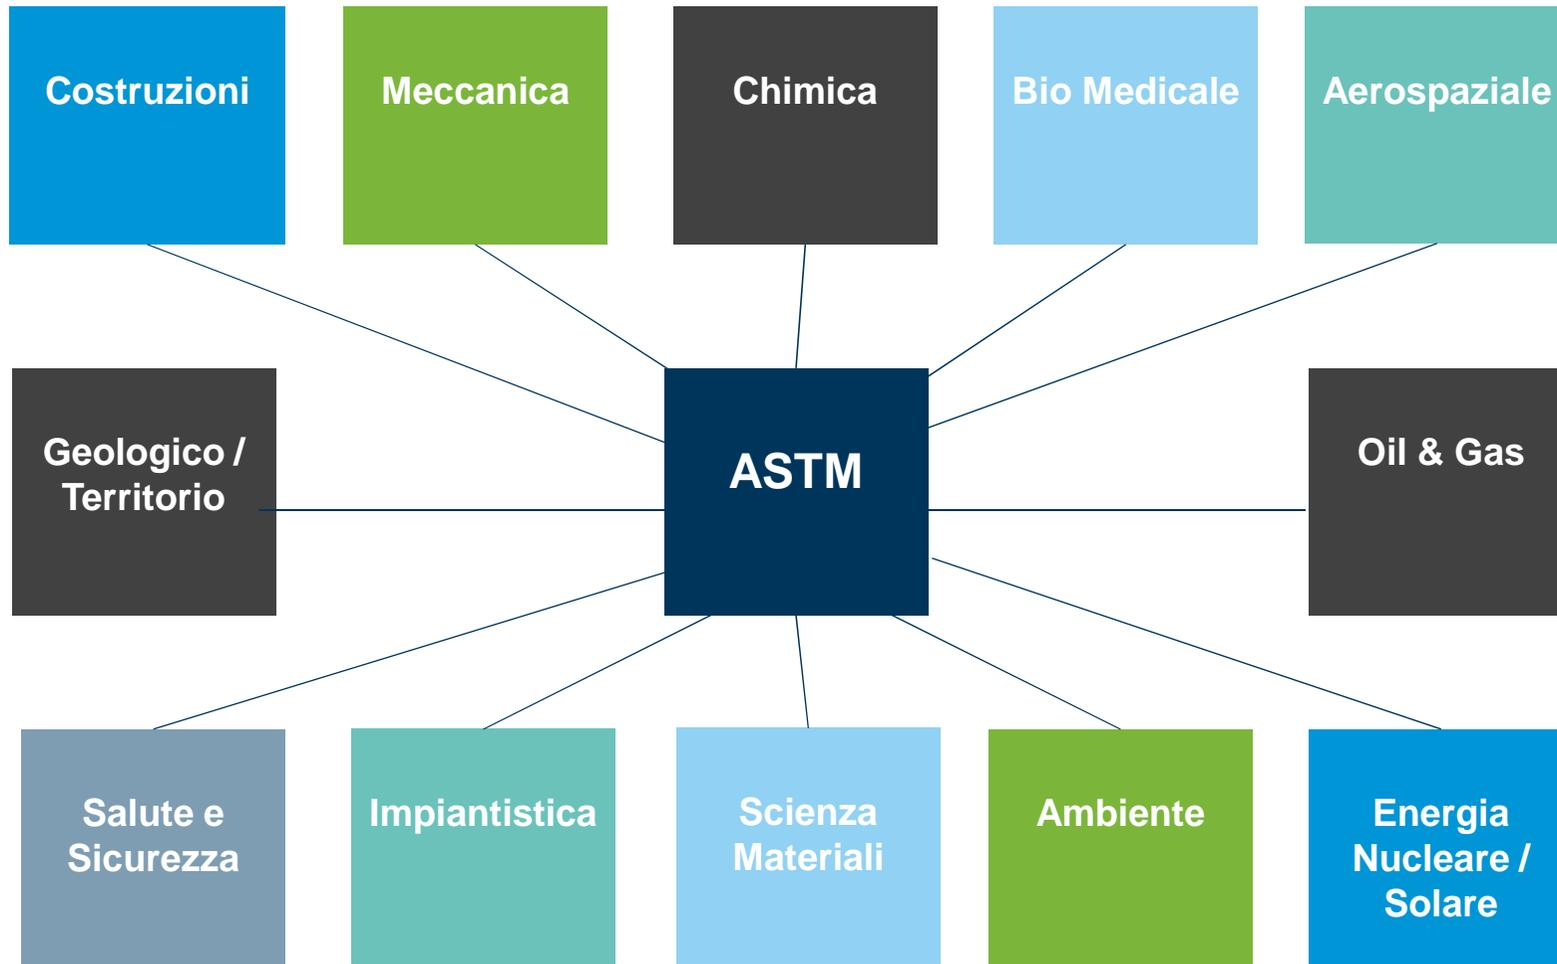 Costruzioni
Meccanica
Chimica
Bio Medicale
Aerospaziale
Geologico /
Territorio
ASTM
Oil & Gas
Salute e
Sicurezza
Impiantistica
Scienza
Materiali
Ambiente
Energia
Nucleare /
Solare